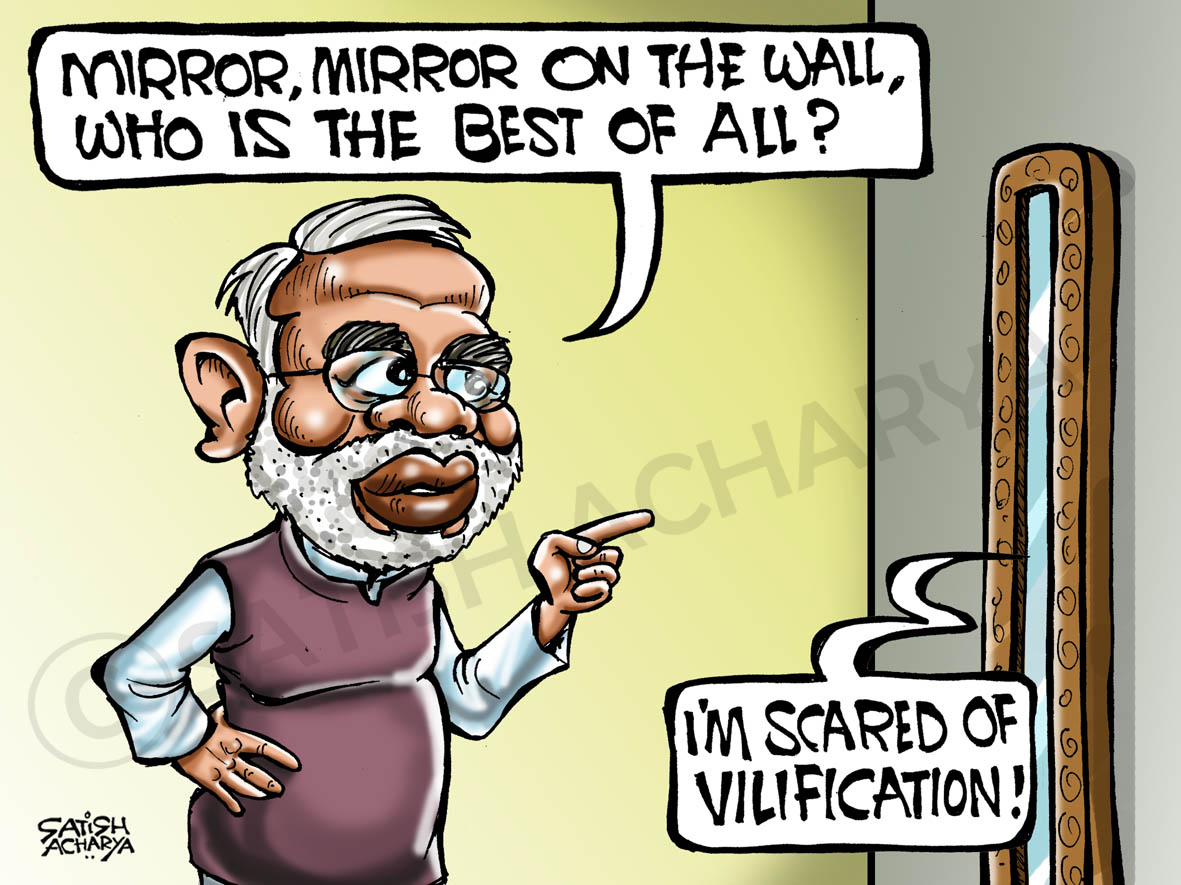 MIRROR, MIRROR ON THE WALL,
WHO IS THE BEST OF ALL?
I'M SCARED OF
VILIFICATION!
SATISH
ACHARYA
© SATISH ACHARYA